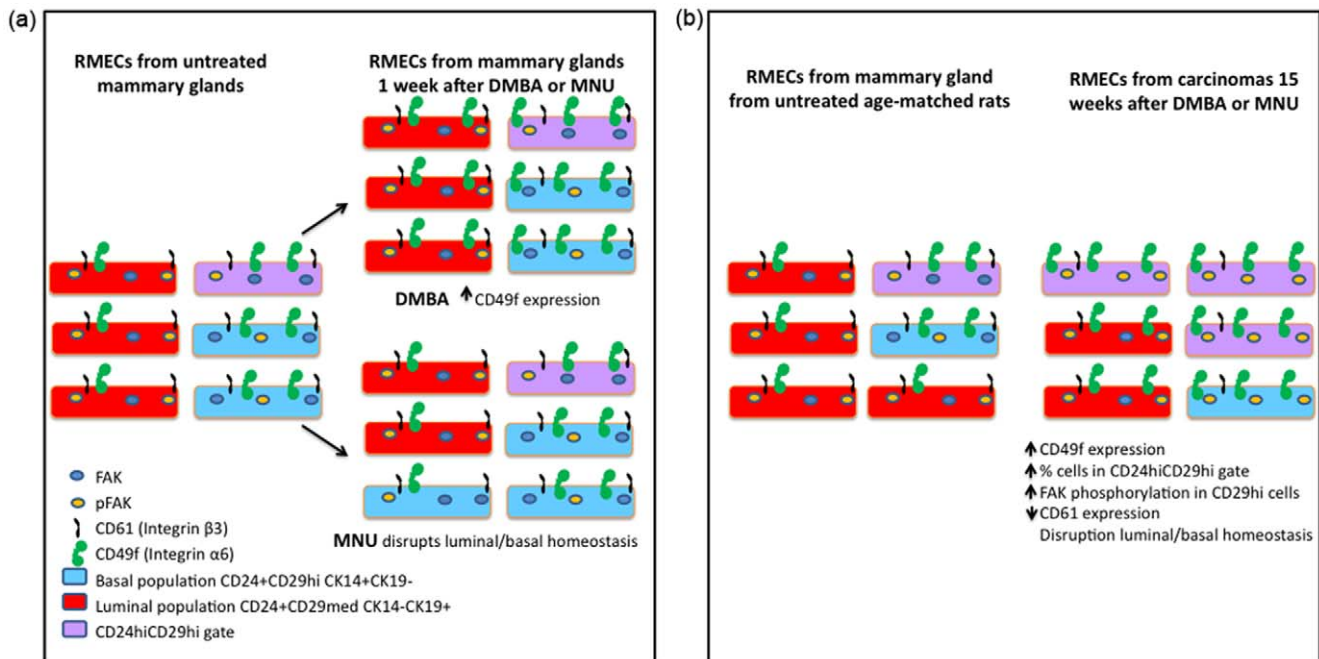 (a)
RMECs from untreated
mammary glands
RMECs from mammary glands
1 week after DMBA or MNU
DMBA ↑ CD49f expression
MNU disrupts luminal/basal homeostasis
FAK
pFAK
CD61 (Integrin β3)
CD49f (Integrin α6)
Basal population CD24+CD29hi CK14+CK19-
Luminal population CD24+CD29med CK14-CK19+
CD24hiCD29hi gate
(b)
RMECs from mammary gland
from untreated age-matched rats
RMECs from carcinomas 15
weeks after DMBA or MNU
↑ CD49f expression
↑ % cells in CD24hiCD29hi gate
↑ FAK phosphorylation in CD29hi cells
↓ CD61 expression
Disruption luminal/basal homeostasis